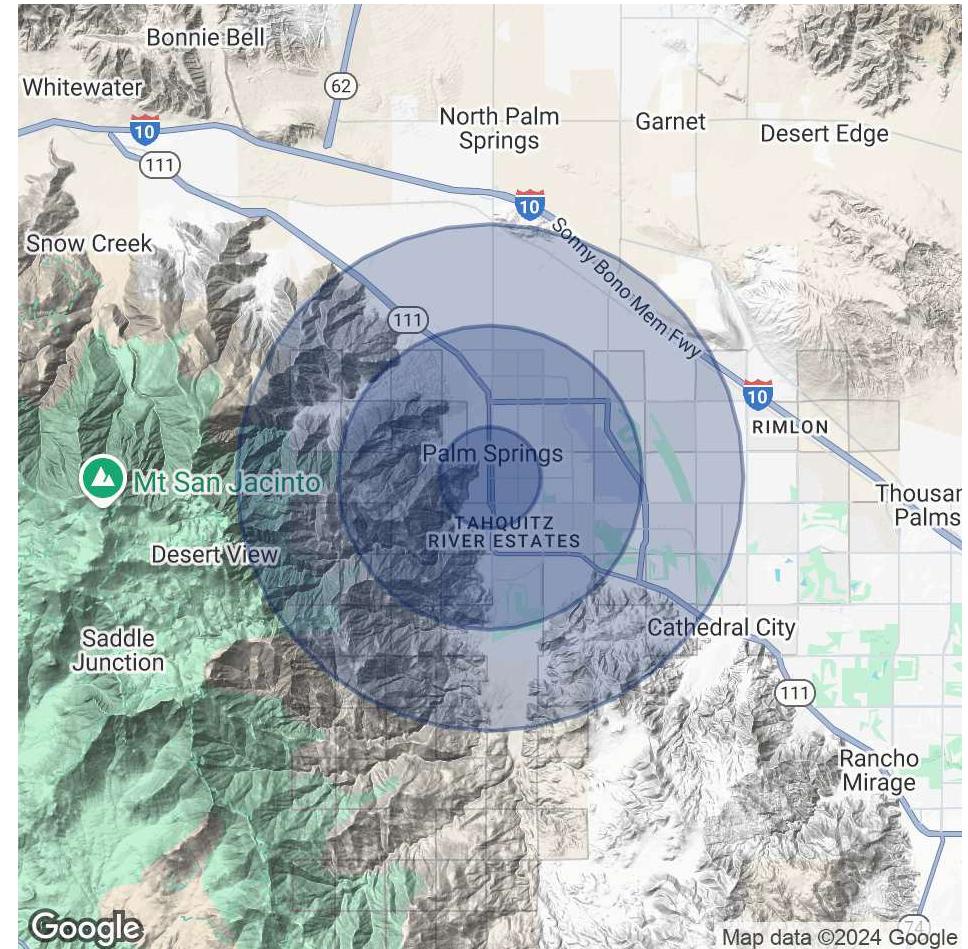 Bonnie Bell
Whitewater
62
North Palm
Springs
Garnet
Desert Edge
10
111
10
Snow Creek
Sonny Bono Mem Fwy
111
10
RIMLON
Palm Springs
Mt San Jacinto
Thousan
Palms
TAHQUITZ
RIVER ESTATES
Desert View
Saddle
Junction
Cathedral City
111
Rancho
Mirage
74
Google
Map data ©2024 Google